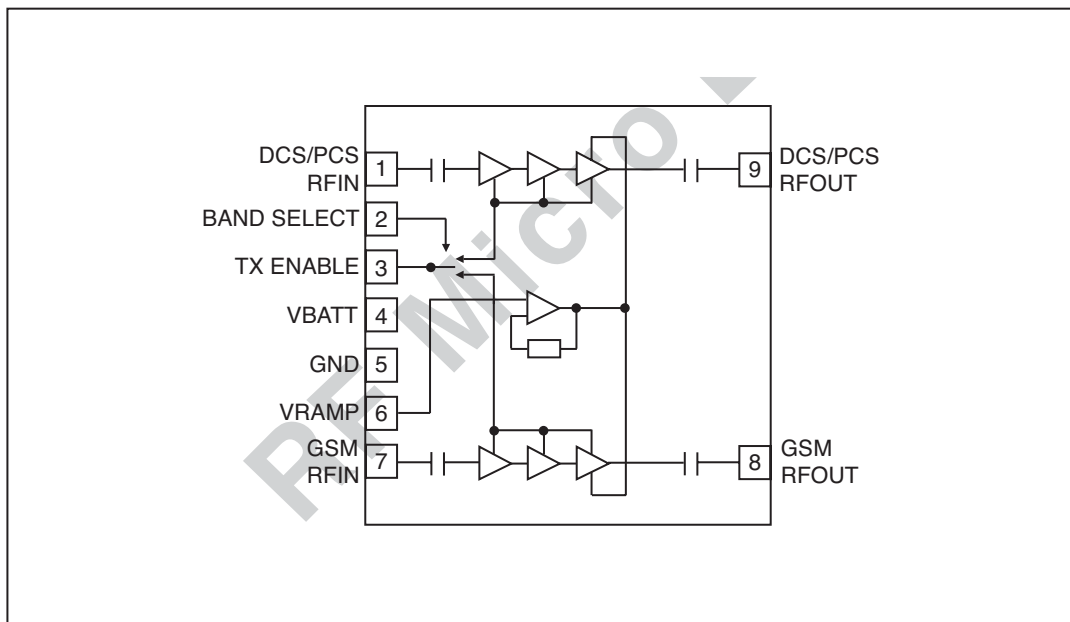 DCS/PCS
RFIN
1
9
DCS/PCS
RFOUT
BAND SELECT
2
TX ENABLE
3
VBATT
4
GND
5
VRAMP
6
GSM
RFIN
7
8
GSM
RFOUT
RF Micro